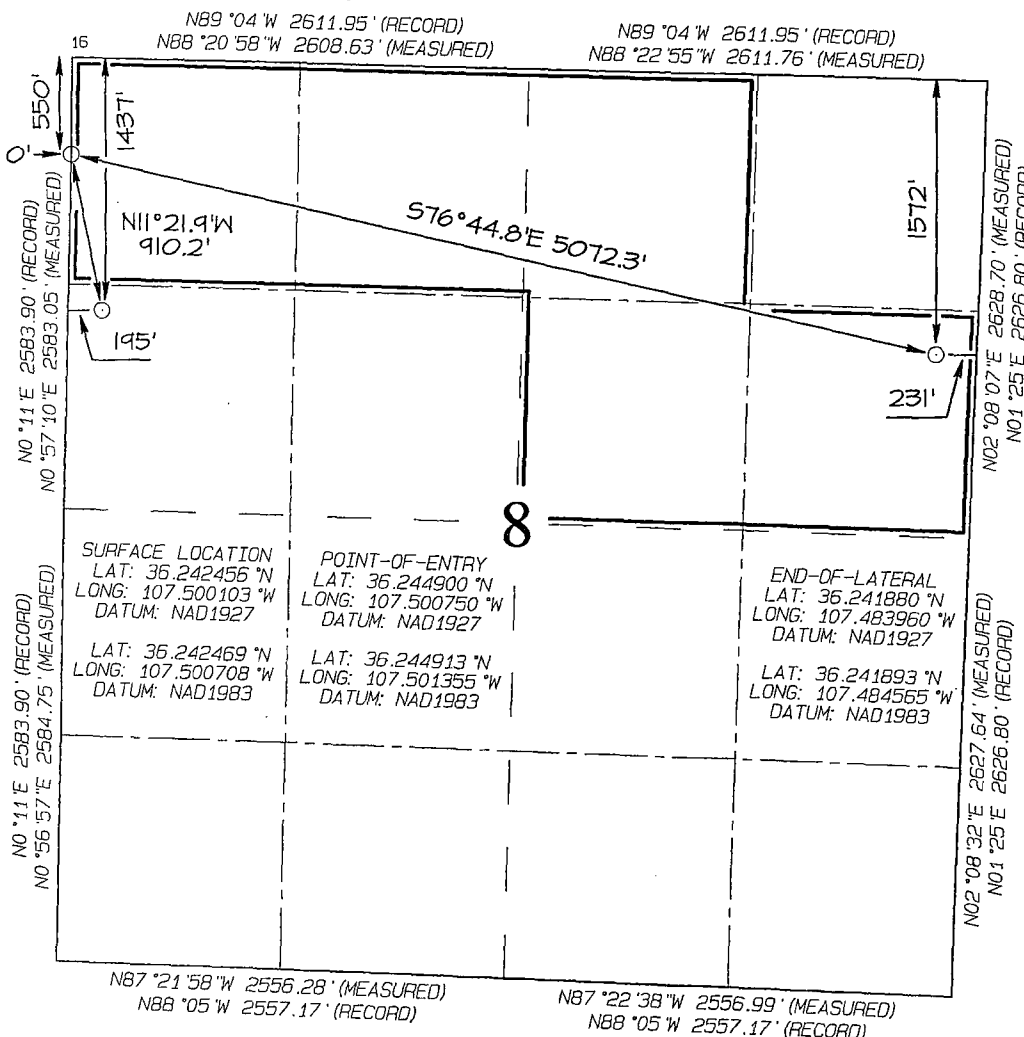 N89°04'W 2611.95' (RECORD)
N88°20'58"W 2608.63' (MEASURED)
N89°04'W 2611.95' (RECORD)
N88°22'55"W 2611.76' (MEASURED)
16
550'
1437'
0'
N11°21.9'W
910.2'
S76°44.8'E 5072.3'
1572'
195'
231'
N0°11'E 2583.90' (RECORD)
N0°57'10"E 2583.05' (MEASURED)
N02°08'07"E 2628.70' (MEASURED)
N01°25'E 2626.80' (RECORD)
8
SURFACE LOCATION
LAT: 36.242456°N
LONG: 107.500103°W
DATUM: NAD1927
LAT: 36.242469°N
LONG: 107.500708°W
DATUM: NAD1983
POINT-OF-ENTRY
LAT: 36.244900°N
LONG: 107.500750°W
DATUM: NAD1927
LAT: 36.244913°N
LONG: 107.501355°W
DATUM: NAD1983
END-OF-LATERAL
LAT: 36.241880°N
LONG: 107.483960°W
DATUM: NAD1927
LAT: 36.241893°N
LONG: 107.484565°W
DATUM: NAD1983
N0°11'E 2583.90' (RECORD)
N0°56'57"E 2584.75' (MEASURED)
N02°08'32"E 2627.64' (MEASURED)
N01°25'E 2626.80' (RECORD)
N87°21'58"W 2556.28' (MEASURED)
N88°05'W 2557.17' (RECORD)
N87°22'38"W 2556.99' (MEASURED)
N88°05'W 2557.17' (RECORD)